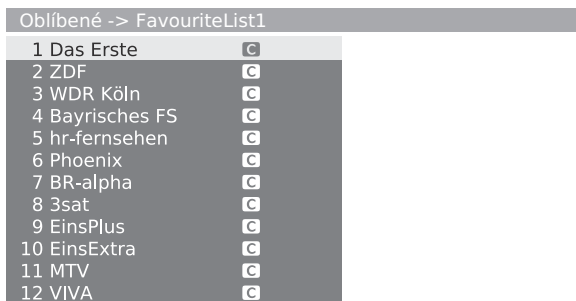 Oblíbené -> FavouriteList1
1 Das Erste C
2 ZDF C
3 WDR Köln C
4 Bayrisches FS C
5 hr-fernsehen C
6 Phoenix C
7 BR-alpha C
8 3sat C
9 EinsPlus C
10 EinsExtra C
11 MTV C
12 VIVA C